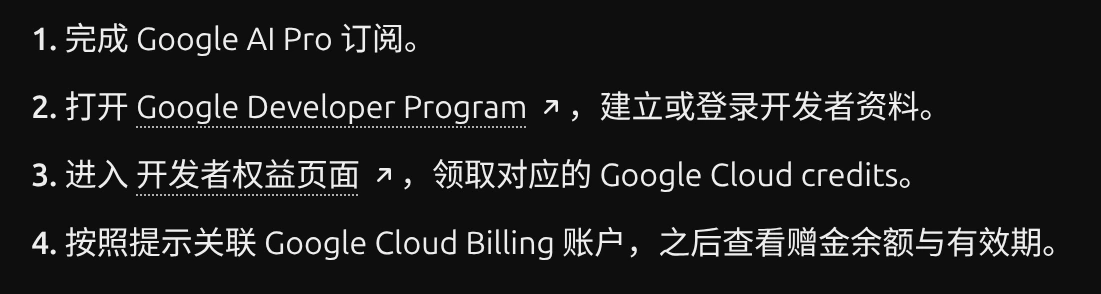 1. 完成 Google AI Pro 订阅。
2. 打开 Google Developer Program ↗，建立或登录开发者资料。
3. 进入 开发者权益页面 ↗，领取对应的 Google Cloud credits。
4. 按照提示关联 Google Cloud Billing 账户，之后查看赠金余额与有效期。